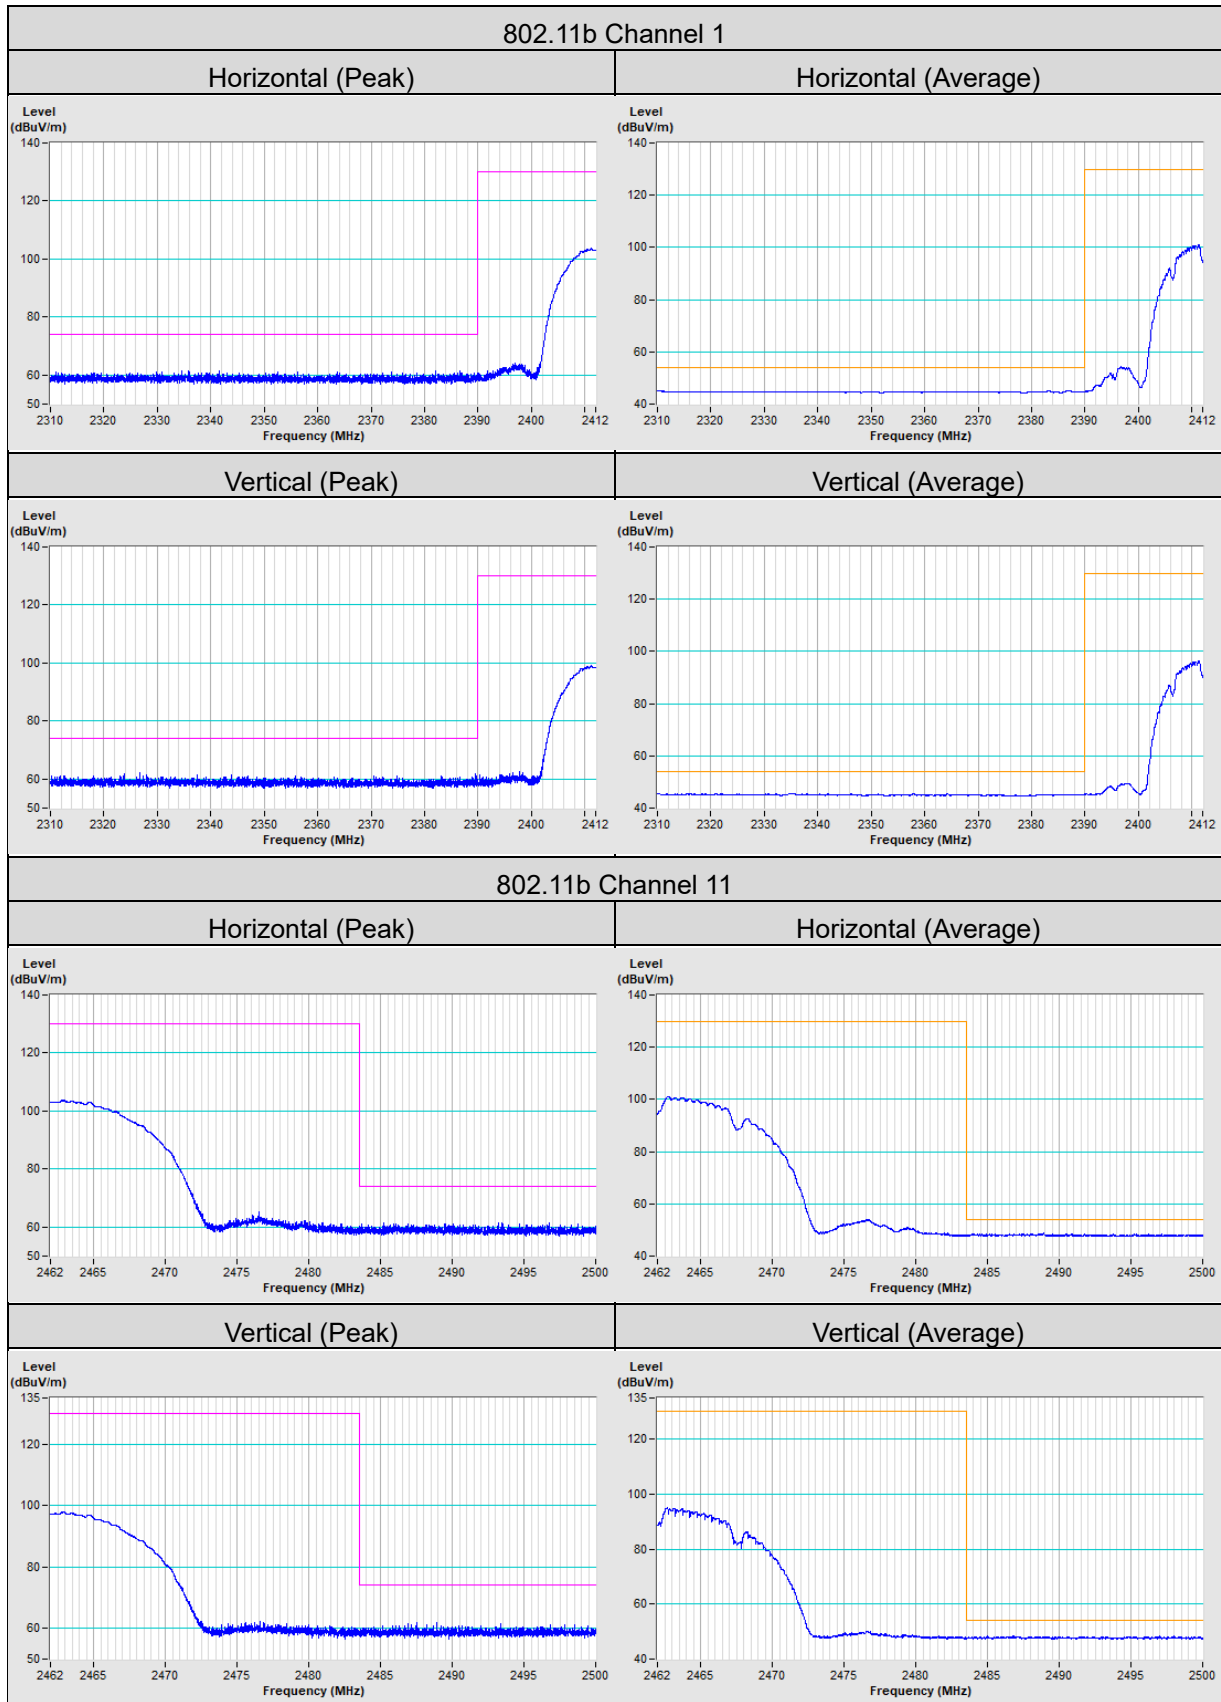 802.11b Channel 1
Horizontal (Peak)
Horizontal (Average)
Level
(dBuV/m)
140
120
100
80
60
50
2310 2320 2330 2340 2350 2360 2370 2380 2390 2400 2412
Frequency (MHz)
Level
(dBuV/m)
140
120
100
80
60
40
2310 2320 2330 2340 2350 2360 2370 2380 2390 2400 2412
Frequency (MHz)
Vertical (Peak)
Vertical (Average)
Level
(dBuV/m)
140
120
100
80
60
50
2310 2320 2330 2340 2350 2360 2370 2380 2390 2400 2412
Frequency (MHz)
Level
(dBuV/m)
140
120
100
80
60
40
2310 2320 2330 2340 2350 2360 2370 2380 2390 2400 2412
Frequency (MHz)
802.11b Channel 11
Horizontal (Peak)
Horizontal (Average)
Level
(dBuV/m)
140
120
100
80
60
50
2462 2465 2470 2475 2480 2485 2490 2495 2500
Frequency (MHz)
Level
(dBuV/m)
140
120
100
80
60
40
2462 2465 2470 2475 2480 2485 2490 2495 2500
Frequency (MHz)
Vertical (Peak)
Vertical (Average)
Level
(dBuV/m)
135
120
100
80
60
50
2462 2465 2470 2475 2480 2485 2490 2495 2500
Frequency (MHz)
Level
(dBuV/m)
135
120
100
80
60
40
2462 2465 2470 2475 2480 2485 2490 2495 2500
Frequency (MHz)